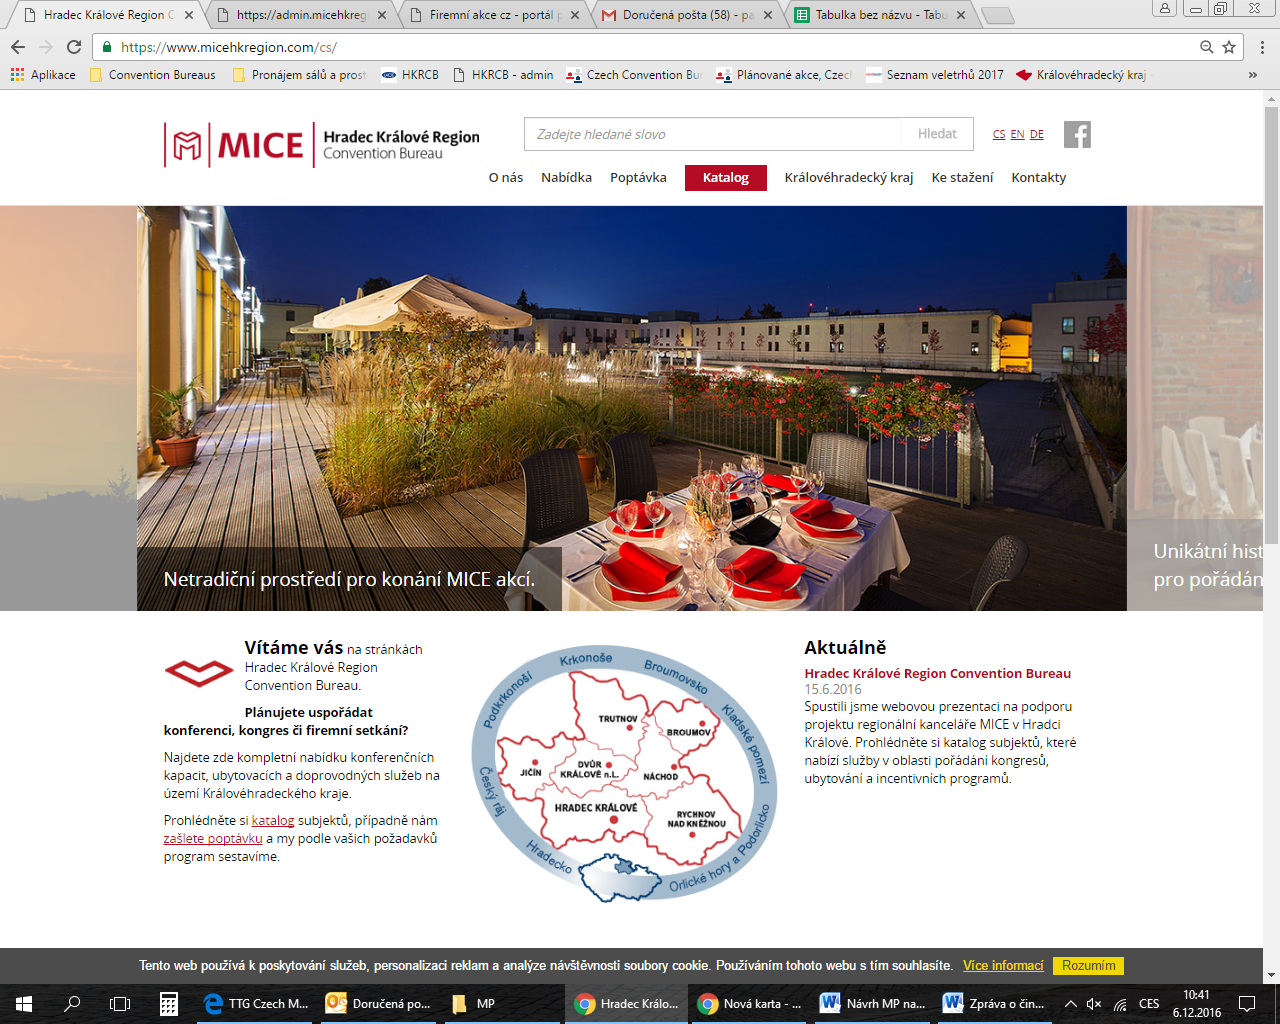 Hradec Králové Region C
https://admin.micehkreg
Firemní akce cz - portál p
Doručená pošta (58) - pa
Tabulka bez názvu - Tabu
https://www.micehkregion.com/cs/
Aplikace
Convention Bureaus
Pronájem sálů a prost
HKRCB
HKRCB - admin
Czech Convention Bu
Plánované akce, Czec
Seznam veletrhů 2017
Královéhradecký kraj -
»
MICE
Hradec Králové Region
Convention Bureau
Zadejte hledané slovo
Hledat
CS EN DE
O nás
Nabídka
Poptávka
Katalog
Královéhradecký kraj
Ke stažení
Kontakty
Netradiční prostředí pro konání MICE akcí.
Unikátní hist
pro pořádán
Vítáme vás na stránkách
Hradec Králové Region
Convention Bureau.
Plánujete uspořádat
konferenci, kongres či firemní setkání?
Najdete zde kompletní nabídku konferenčních
kapacit, ubytovacích a doprovodných služeb na
území Královéhradeckého kraje.
Prohlédněte si katalog subjektů, případně nám
zašlete poptávku a my podle vašich požadavků
program sestavíme.
Podkrkonoší
Krkonoše
Broumovsko
Kladské pomezí
Český ráj
Hradecko
Orlické hory a Podorlicko
TRUTNOV
BROUMOV
JIČÍN
DVŮR
KRÁLOVÉ n.L.
NÁCHOD
HRADEC KRÁLOVÉ
RYCHNOV
NAD KNĚŽNOU
Aktuálně
Hradec Králové Region Convention Bureau
15.6.2016
Spustili jsme webovou prezentaci na podporu
projektu regionální kanceláře MICE v Hradci
Králové. Prohlédněte si katalog subjektů, které
nabízí služby v oblasti pořádání kongresů,
ubytování a incentivních programů.
Tento web používá k poskytování služeb, personalizaci reklam a analýze návštěvnosti soubory cookie. Používáním tohoto webu s tím souhlasíte. Více informací Rozumím
TTG Czech M...
Doručená po...
MP
Hradec Králo...
Nová karta - ...
Návrh MP na...
Zpráva o čin...
CES
10:41
6.12.2016